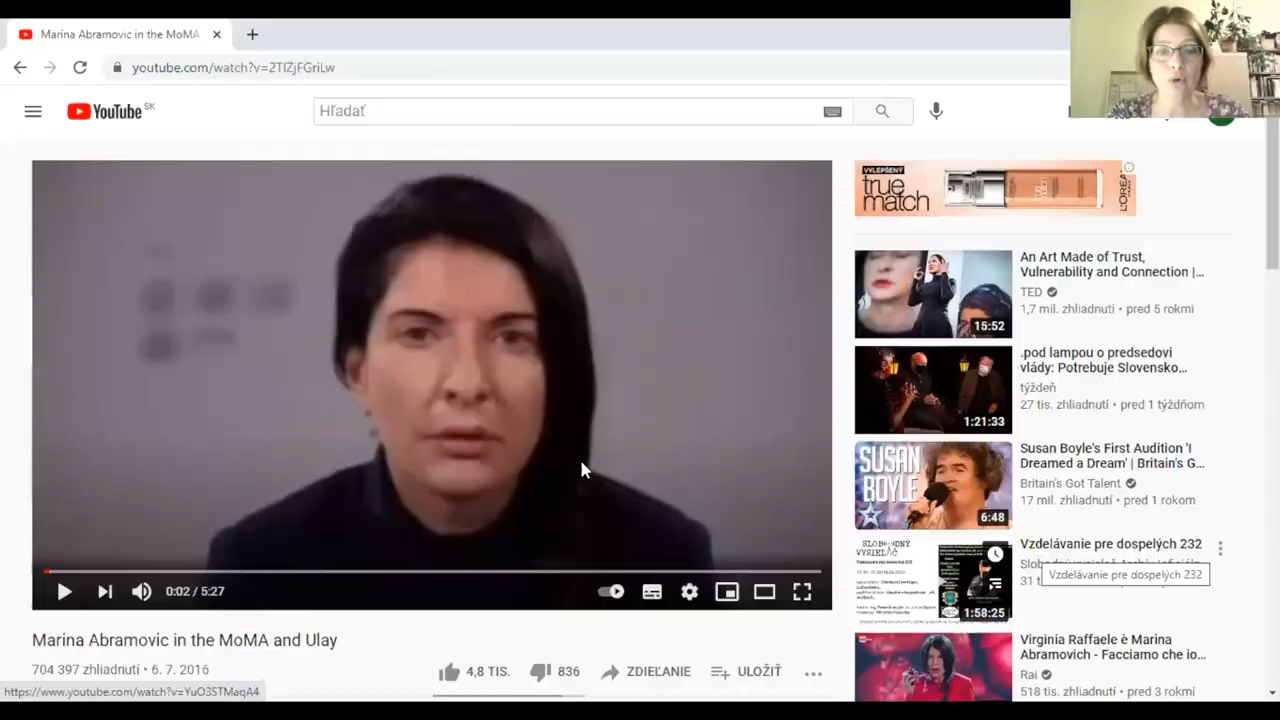 Marina Abramovic in the MoMA
youtube.com/watch?v=2TIZjFGriLw
YouTube SK
Hľadať
VYLEPŠENÝ
true
match
L'ORÉAL
An Art Made of Trust,
Vulnerability and Connection |...
TED
1,7 mil. zhliadnutí • pred 5 rokmi
15:52
.pod lampou o predsedovi
vlády: Potrebuje Slovensko...
týždeň
27 tis. zhliadnutí • pred 1 týždňom
1:21:33
SUSAN
BOYLE
Susan Boyle's First Audition 'I
Dreamed a Dream' | Britain's G...
Britain's Got Talent
17 mil. zhliadnutí • pred 1 rokom
6:48
SLOBODNÝ
VYSIELAČ
Vzdelávanie pre dospelých 232
Vzdelávanie pre dospelých 232
1:58:25
Virginia Raffaele è Marina
Abramovich - Facciamo che io...
Rai
518 tis. zhliadnutí • pred 3 rokmi
Marina Abramovic in the MoMA and Ulay
704 397 zhliadnutí • 6. 7. 2016
4,8 TIS.
836
ZDIEĽANIE
ULOŽIŤ
https://www.youtube.com/watch?v=YuO3STMaqA4